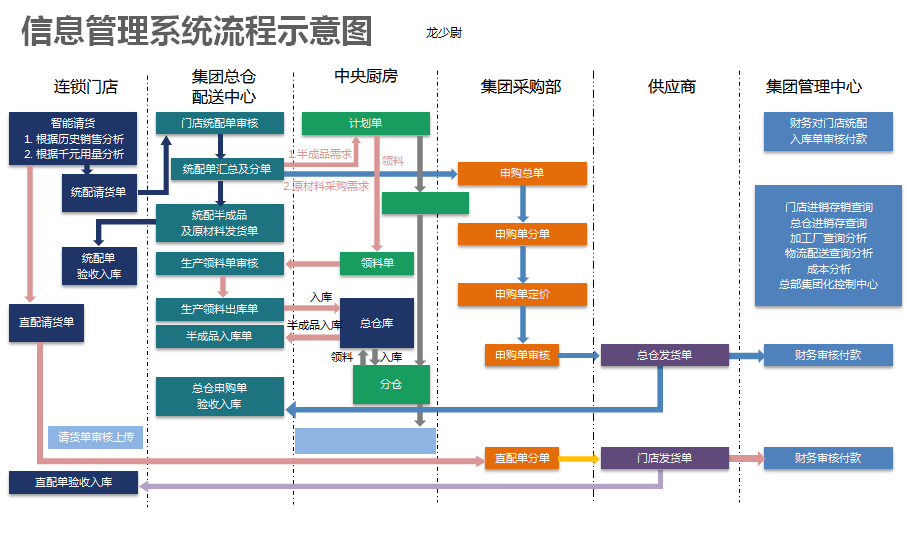 信息管理系统流程示意图
龙少尉
连锁门店
集团总仓
配送中心
中央厨房
集团采购部
供应商
集团管理中心
智能请货
1. 根据历史销售分析
2. 根据千元用量分析
门店统配单审核
计划单
财务对门店统配
入库单审核付款
1.半成品需求
领料
统配单汇总及分单
申购总单
2.原材料采购需求
统配请货单
统配半成品
及原材料发货单
申购单分单
门店进销存销查询
总仓进销存查询
加工厂查询分析
物流配送查询分析
成本分析
总部集团化控制中心
统配单
验收入库
生产领料单审核
领料单
申购单定价
入库
生产领料出库单
总仓库
直配请货单
半成品入库
半成品入库单
领料
入库
申购单审核
总仓发货单
财务审核付款
总仓申购单
验收入库
分仓
请货单审核上传
直配单分单
门店发货单
财务审核付款
直配单验收入库